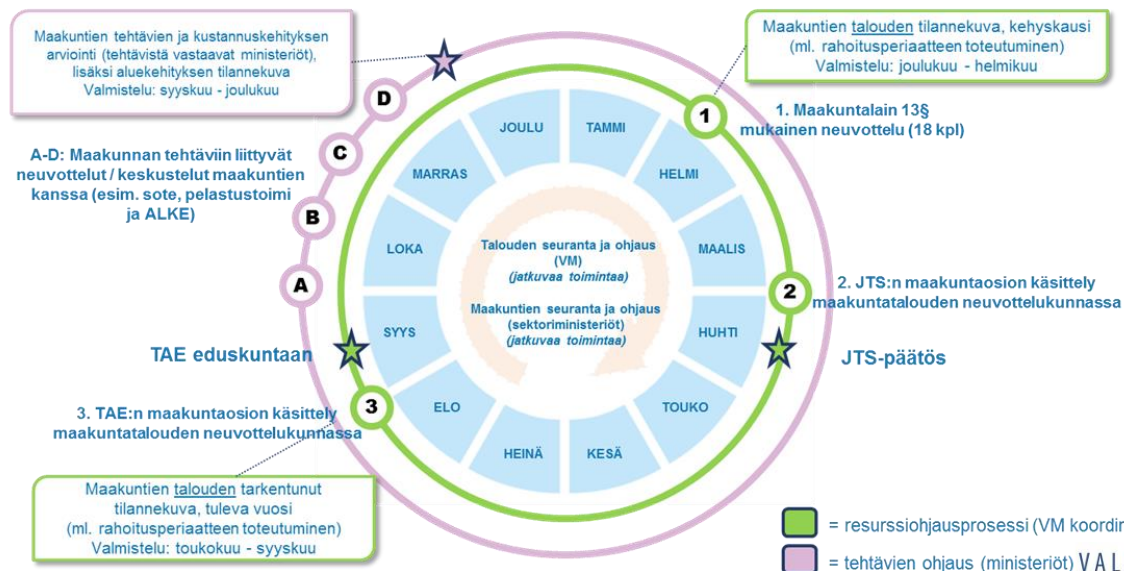 Maakuntien tehtävien ja kustannuskehityksen
arviointi (tehtävistä vastaavat ministeriöt),
lisäksi aluekehityksen tilannekuva
Valmistelu: syyskuu - joulukuu
Maakuntien talouden tilannekuva, kehyskausi
(ml. rahoitusperiaatteen toteutuminen)
Valmistelu: joulukuu - helmikuu
1. Maakuntalain 13§
mukainen neuvottelu (18 kpl)
A-D: Maakunnan tehtäviin liittyvät
neuvottelut / keskustelut maakuntien
kanssa (esim. sote, pelastustoimi
ja ALKE)
D
C
B
A
1
2
3
JOULU
TAMMI
MARRAS
HELMI
LOKA
MAALIS
SYYS
HUHTI
ELO
TOUKO
HEINÄ
KESÄ
Talouden seuranta ja ohjaus
(VM)
(jatkuvaa toimintaa)
Maakuntien seuranta ja ohjaus
(sektoriministeriöt)
(jatkuvaa toimintaa)
2. JTS:n maakuntaosion käsittely
maakuntatalouden neuvottelukunnassa
TAE eduskuntaan
JTS-päätös
3. TAE:n maakuntaosion käsittely
maakuntatalouden neuvottelukunnassa
Maakuntien talouden tarkentunut
tilannekuva, tuleva vuosi
(ml. rahoitusperiaatteen toteutuminen)
Valmistelu: toukokuu - syyskuu
= resurssiohjausprosessi (VM koordir
= tehtävien ohjaus (ministeriöt) VAL